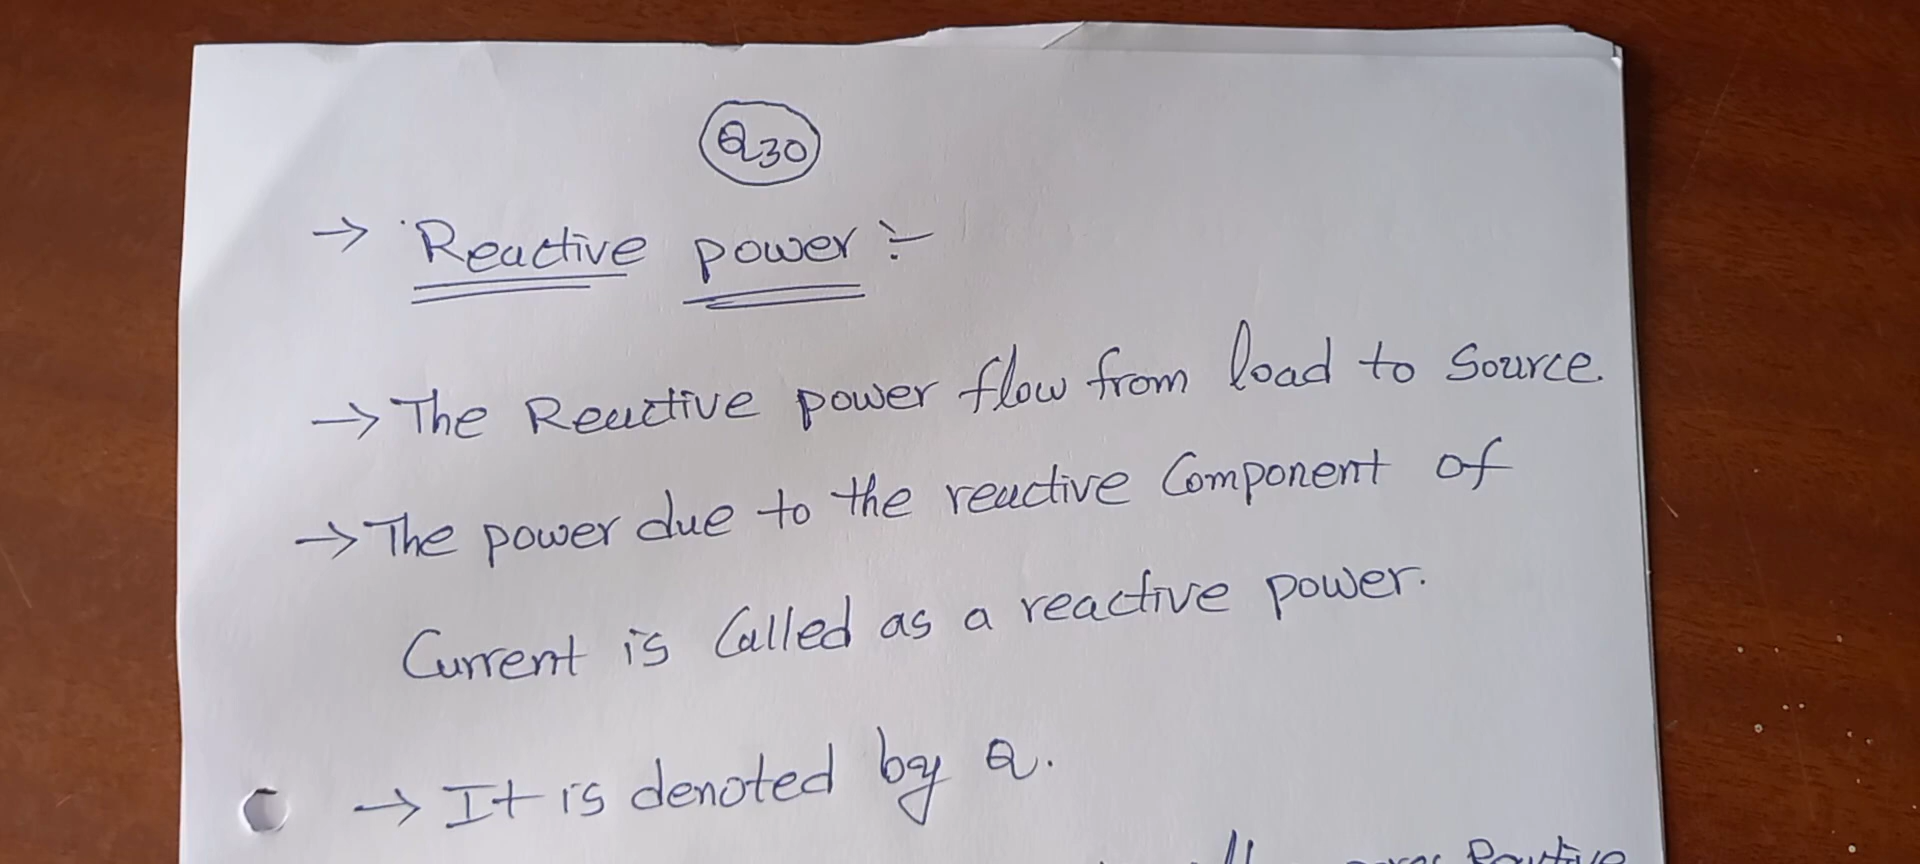 Q30
→ Reactive power :-
→ The Reactive power flow from load to Source.
→ The power due to the reactive Component of
Current is Called as a reactive power.
→ It is denoted by Q.